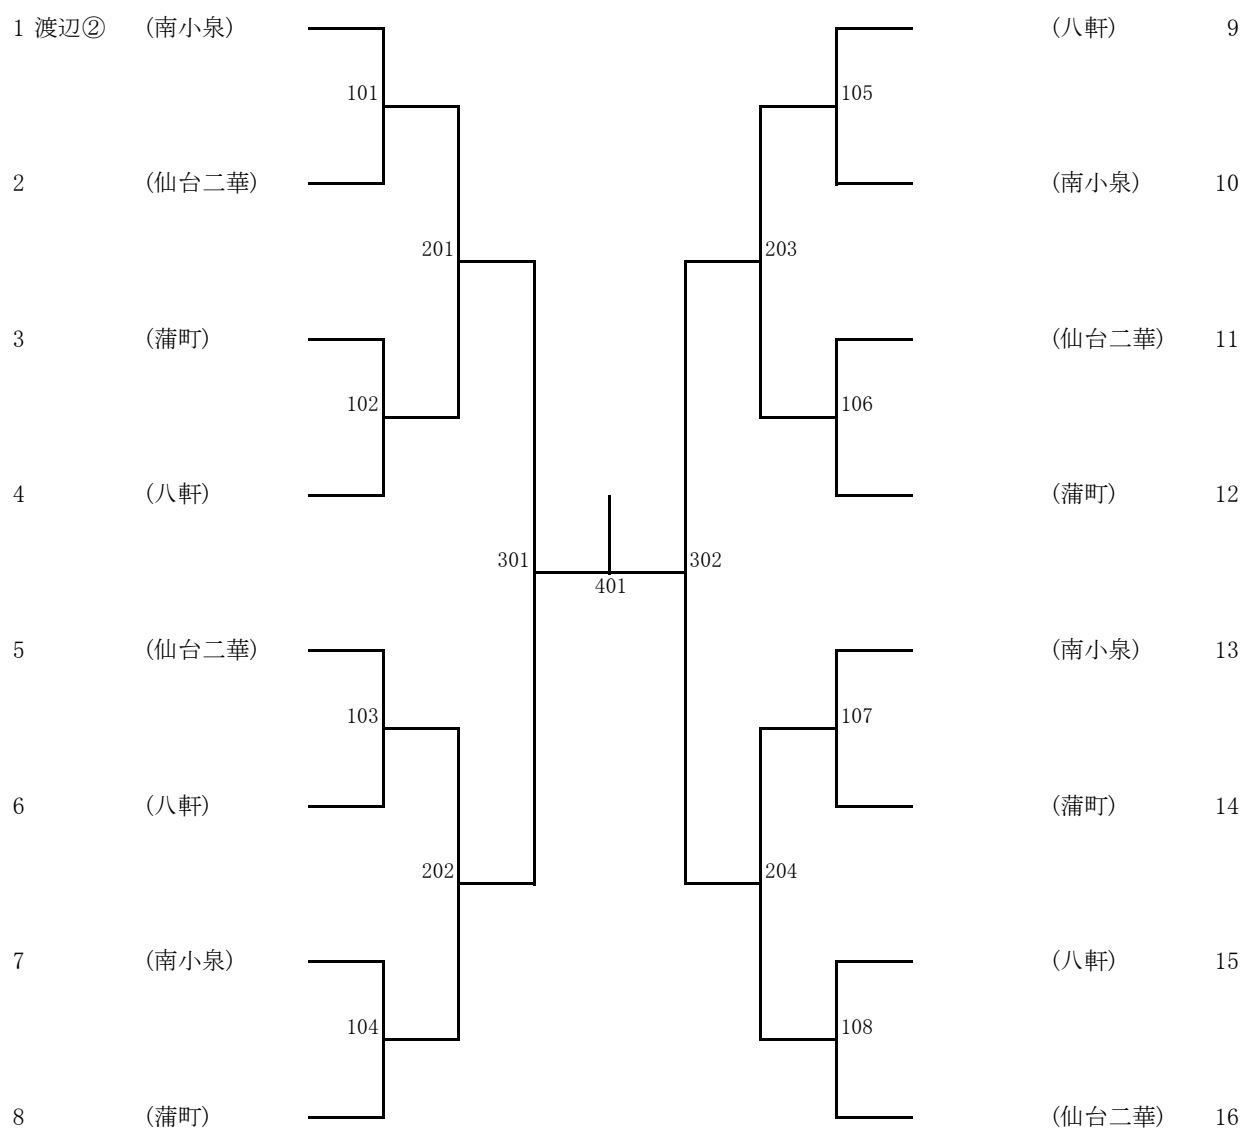 1 渡辺② (南小泉) (八軒) 9
101 105
2 (仙台二華) (南小泉) 10
201 203
3 (蒲町) (仙台二華) 11
102 106
4 (八軒) (蒲町) 12
301 302
401
5 (仙台二華) (南小泉) 13
103 107
6 (八軒) (蒲町) 14
202 204
7 (南小泉) (八軒) 15
104 108
8 (蒲町) (仙台二華) 16